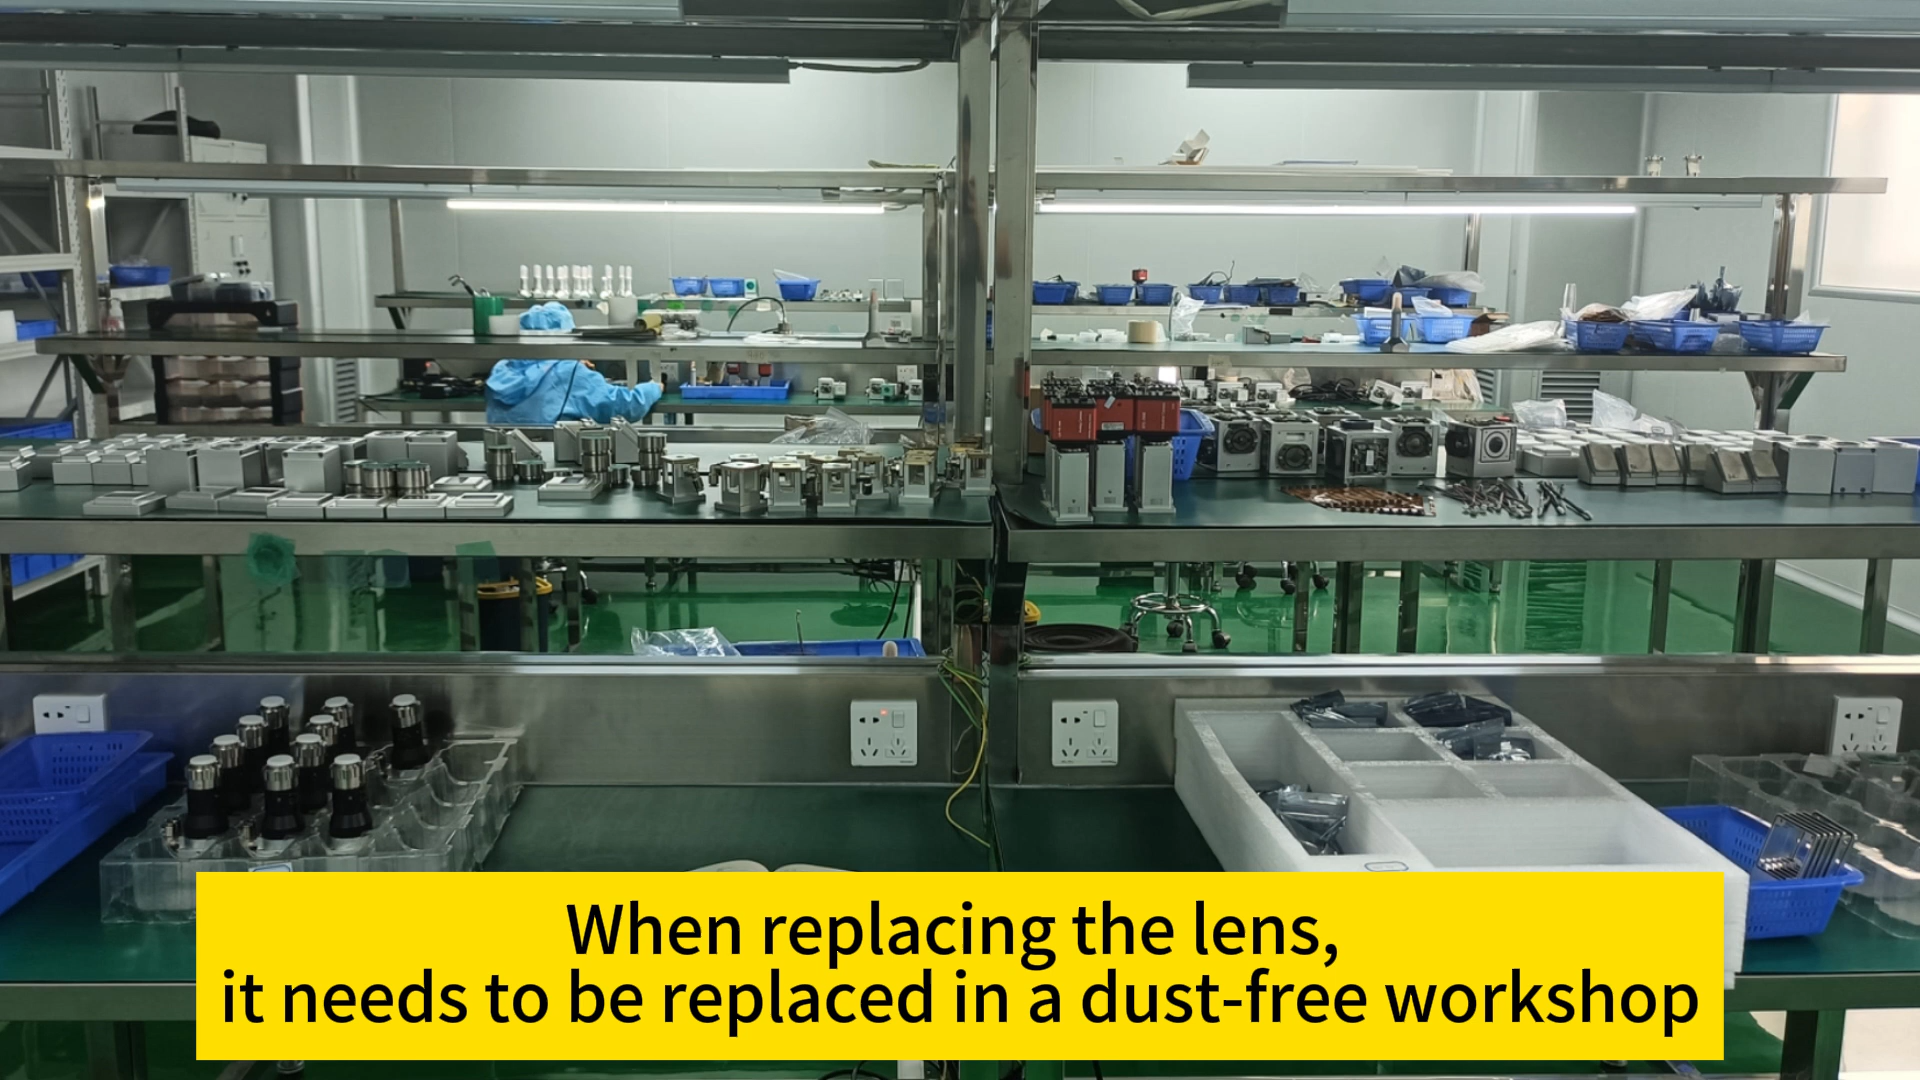 When replacing the lens,
it needs to be replaced in a dust-free workshop